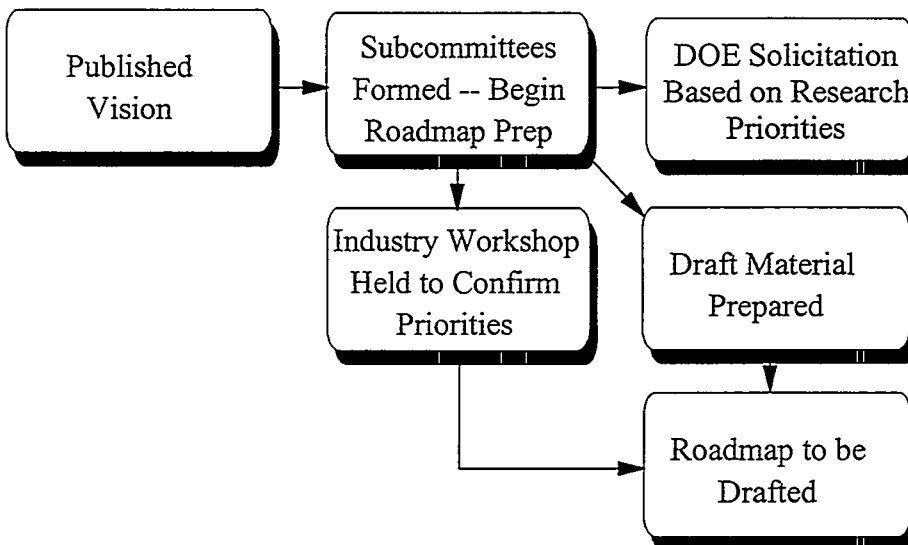 Published
Vision
Subcommittees
Formed -- Begin
Roadmap Prep
DOE Solicitation
Based on Research
Priorities
Industry Workshop
Held to Confirm
Priorities
Draft Material
Prepared
Roadmap to be
Drafted